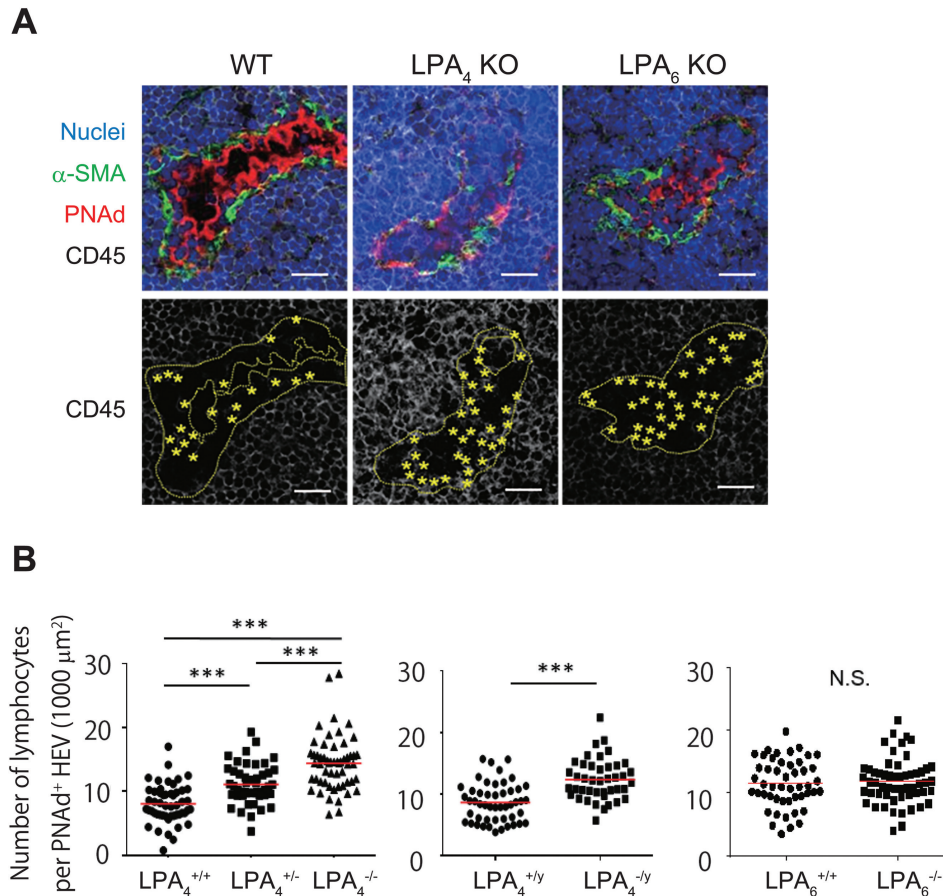 A
WT LPA4 KO LPA6 KO
Nuclei
α-SMA
PNAd
CD45
CD45
B
Number of lymphocytes
per PNAd+ HEV (1000 μm2)
*** 
*** ***
30
20
10
0
LPA4+/+ LPA4+/- LPA4-/-
***
30
20
10
0
LPA4+/y LPA4-/y
N.S.
30
20
10
0
LPA6+/+ LPA6-/-